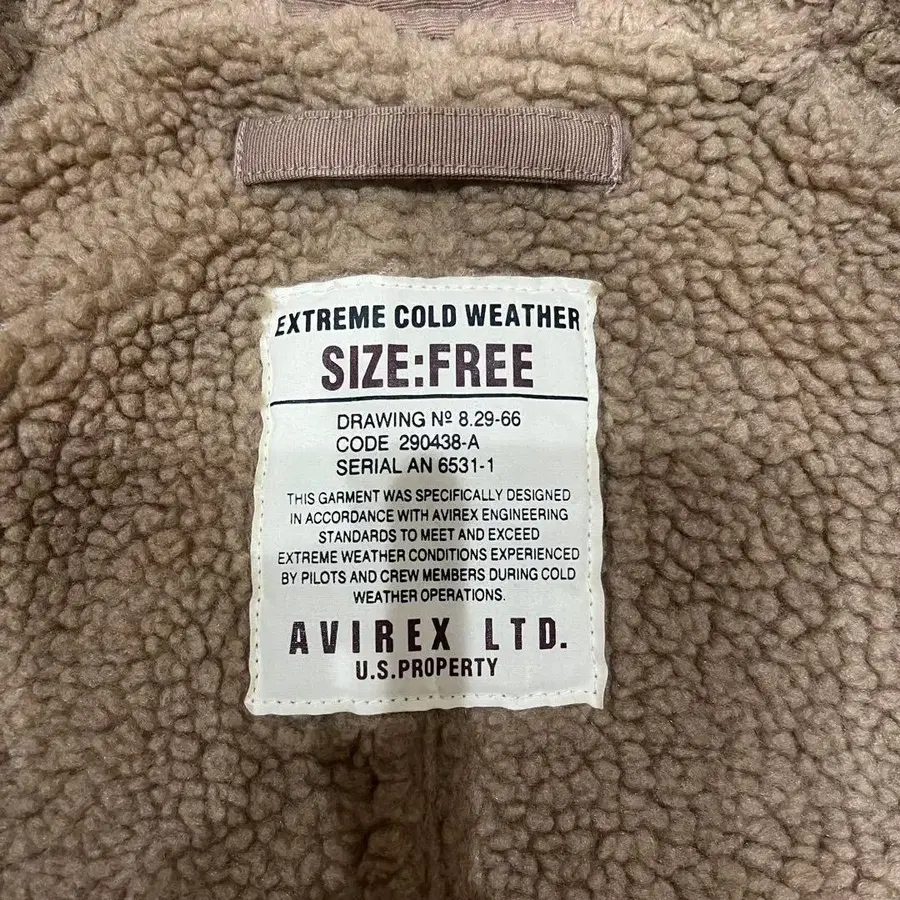 EXTREME COLD WEATHER
SIZE:FREE
DRAWING Nº 8.29-66
CODE 290438-A
SERIAL AN 6531-1
THIS GARMENT WAS SPECIFICALLY DESIGNED
IN ACCORDANCE WITH AVIREX ENGINEERING
STANDARDS TO MEET AND EXCEED
EXTREME WEATHER CONDITIONS EXPERIENCED
BY PILOTS AND CREW MEMBERS DURING COLD
WEATHER OPERATIONS.
AVIREX LTD.
U.S.PROPERTY